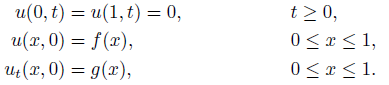 u(0, t) = u(1, t) = 0, t ≥ 0,
u(x, 0) = f(x), 0 ≤ x ≤ 1,
u_t(x, 0) = g(x), 0 ≤ x ≤ 1.